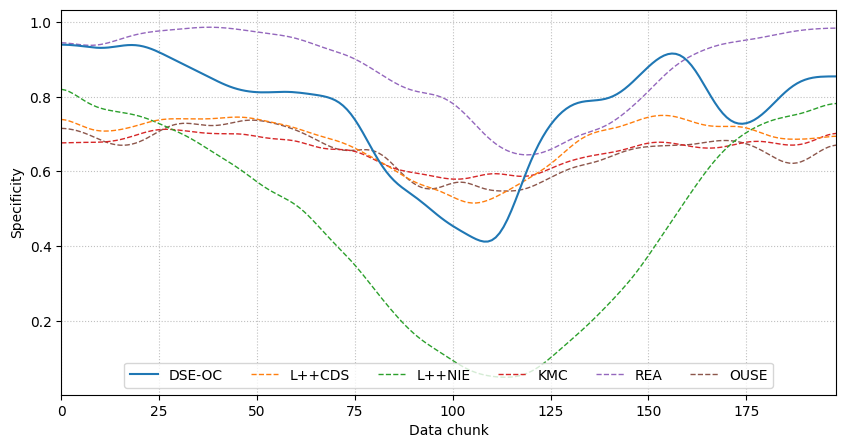 1.0
0.8
0.6
0.4
0.2
Specificity
DSE-OC L++CDS L++NIE KMC REA OUSE
0 25 50 75 100 125 150 175
Data chunk